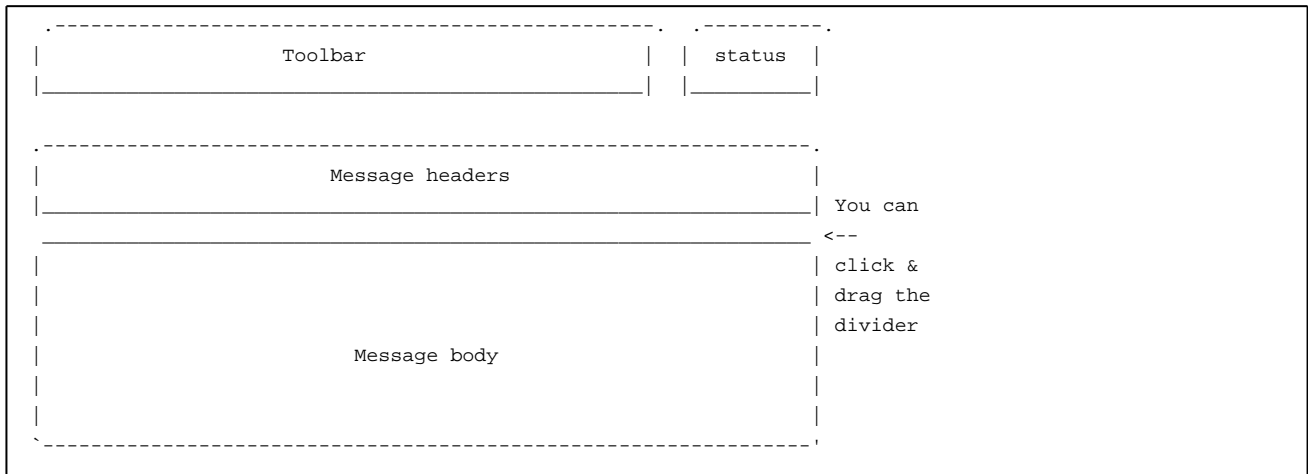 Toolbar status
Message headers
You can
<--
click &
drag the
divider
Message body